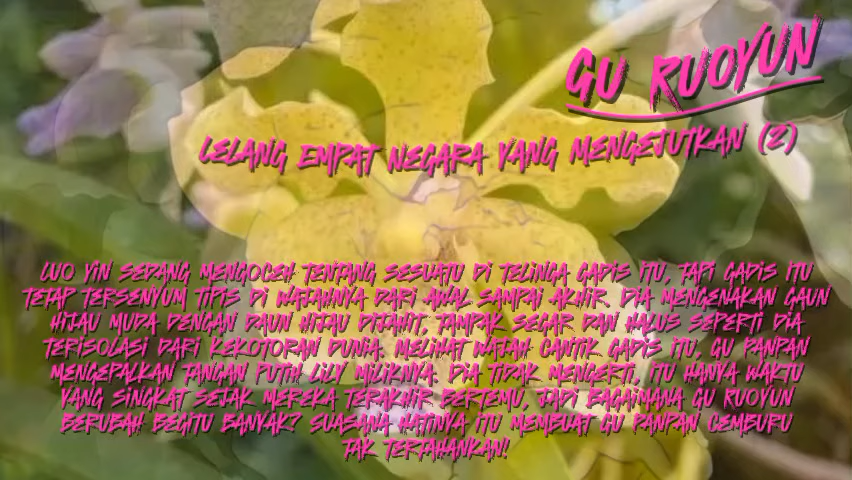 GU RUOYUN
LELANG EMPAT NEGARA YANG MENGEJUTKAN (2)
LUO YIN SEDANG MENGOCEH TENTANG SESUATU DI TELINGA GADIS ITU, TAPI GADIS ITU
TETAP TERSENYUM TIPIS DI WAJAHNYA DARI AWAL SAMPAI AKHIR. DIA MENGENAKAN GAUN
HIJAU MUDA DENGAN DAUN HIJAU DIJAHIT, TAMPAK SEGAR DAN HALUS SEPERTI DIA
TERISOLASI DARI KEKOTORAN DUNIA. MELIHAT WAJAH CANTIK GADIS ITU, GU PANPAN
MENGEPALKAN TANGAN PUTIH LILY MILIKNYA. DIA TIDAK MENGERTI, ITU HANYA WAKTU
YANG SINGKAT SEJAK MEREKA TERAKHIR BERTEMU, JADI BAGAIMANA GU RUOYUN
BERUBAH BEGITU BANYAK? SUASANA HATINYA ITU MEMBUAT GU PANPAN CEMBURU
TAK TERTAHANKAN!